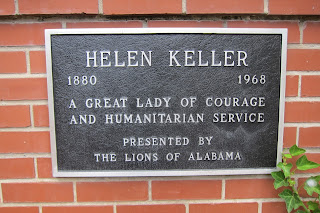 HELEN KELLER
1880 1968
A GREAT LADY OF COURAGE
AND HUMANITARIAN SERVICE
PRESENTED BY
THE LIONS OF ALABAMA